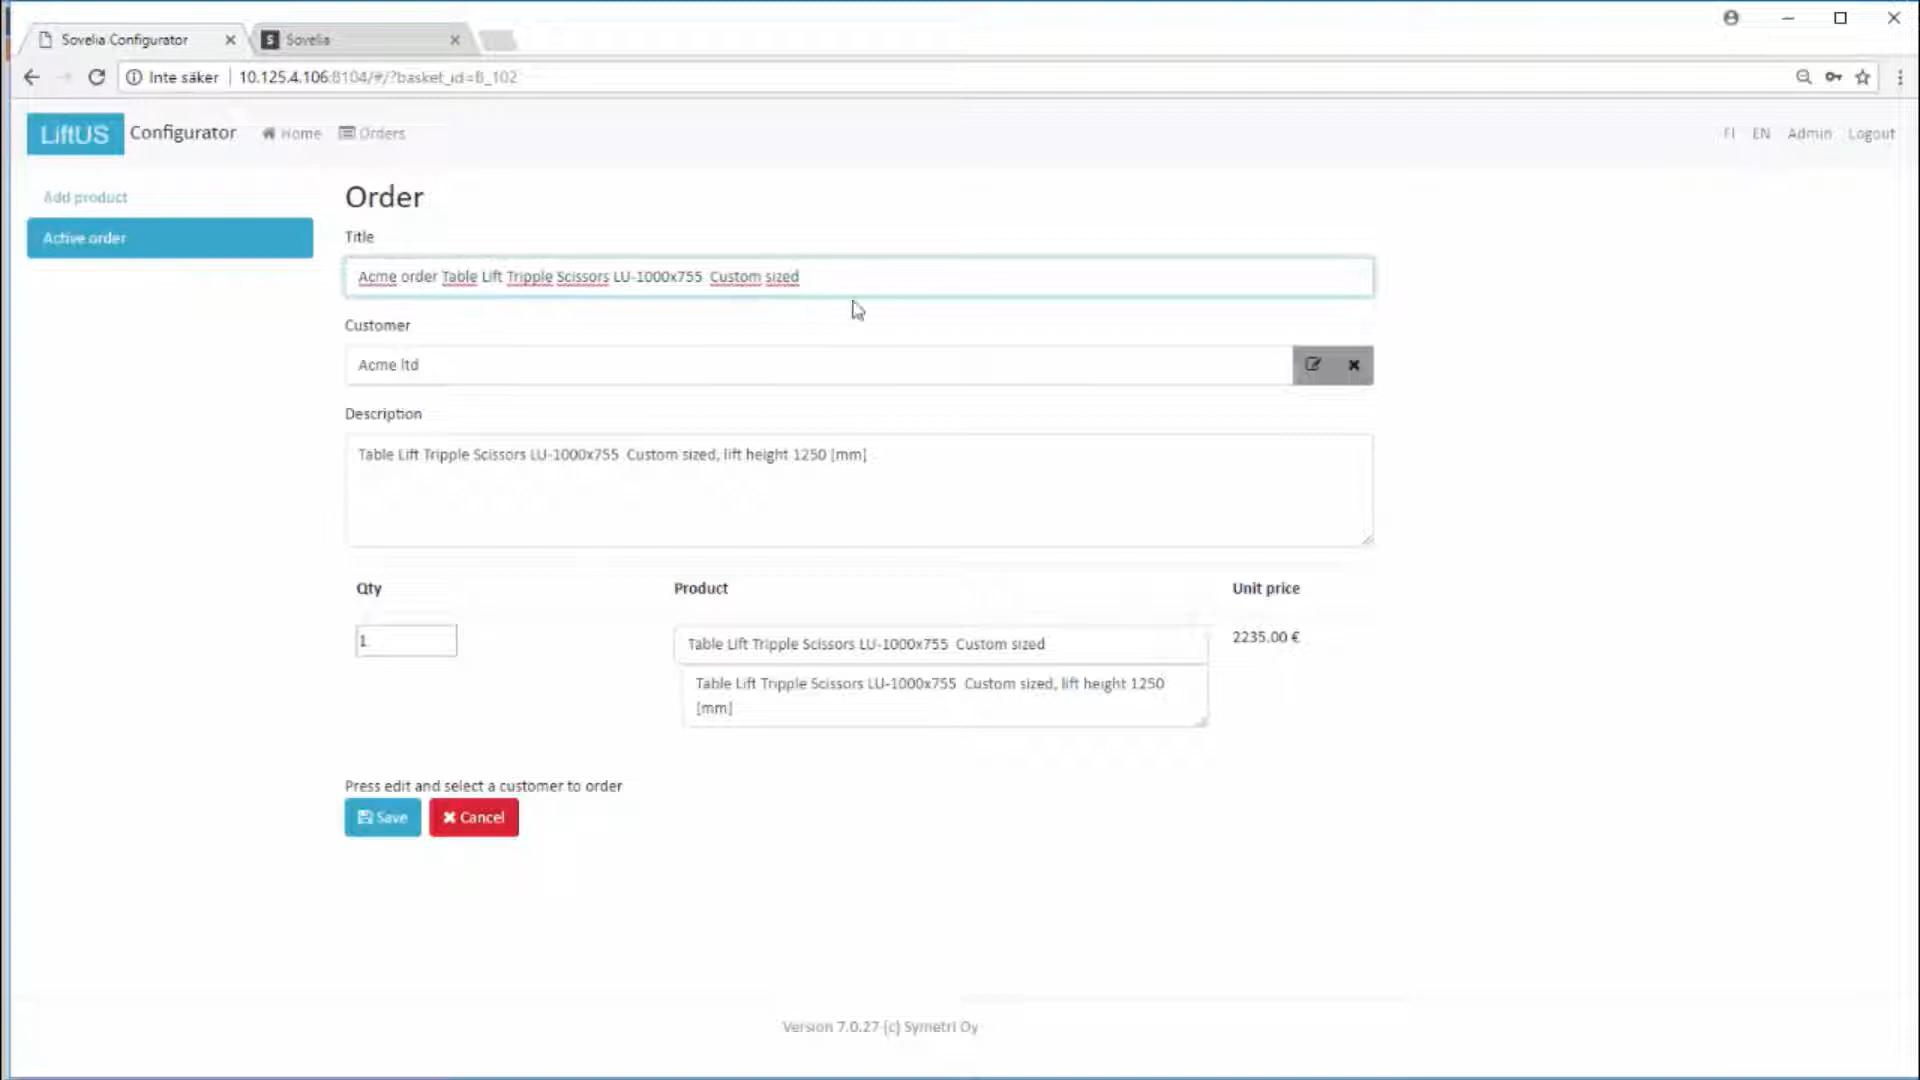 Sovelia Configurator
Sovelia
Inte säker
10.125.4.106:8104/#/?basket_id=B_102
LiftUS
Configurator
Home
Orders
FI
EN
Admin
Logout
Add product
Active order
Order
Title
Acme order Table Lift Tripple Scissors LU-1000x755  Custom sized
Customer
Acme ltd
Description
Table Lift Tripple Scissors LU-1000x755  Custom sized, lift height 1250 [mm]
Qty
Product
Unit price
1
Table Lift Tripple Scissors LU-1000x755  Custom sized
2235.00 €
Table Lift Tripple Scissors LU-1000x755  Custom sized, lift height 1250
[mm]
Press edit and select a customer to order
Save
Cancel
Version 7.0.27 (c) Symetri Oy